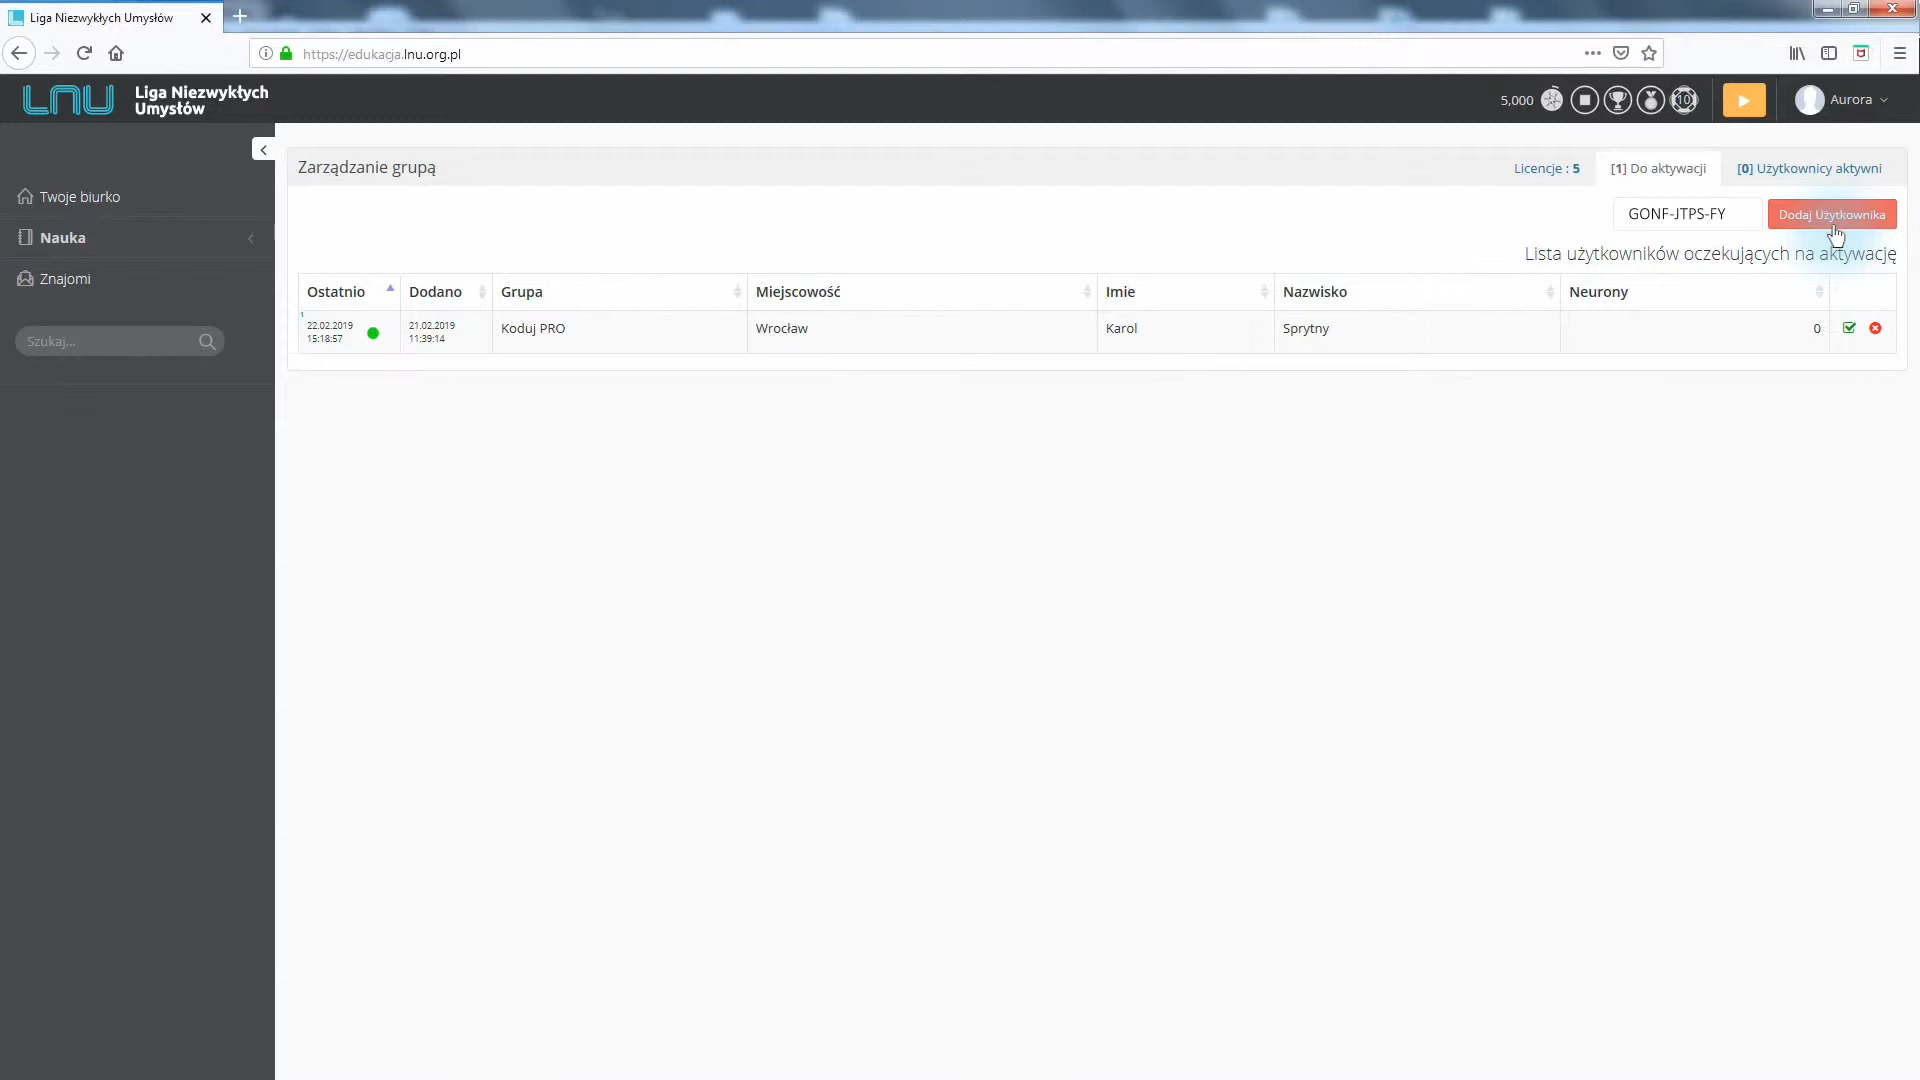 Liga Niezwykłych Umysłów
https://edukacja.lnu.org.pl
LNU
Liga Niezwykłych
Umysłów
5,000
10
Aurora
Twoje biurko
Nauka
Znajomi
Szukaj...
Zarządzanie grupą
Licencje : 5
[1] Do aktywacji
[0] Użytkownicy aktywni
GONF-JTPS-FY
Dodaj Użytkownika
Lista użytkowników oczekujących na aktywację
Ostatnio Dodano Grupa Miejscowość Imie Nazwisko Neurony
1
22.02.2019 15:18:57 21.02.2019 11:39:14 Koduj PRO Wrocław Karol Sprytny 0